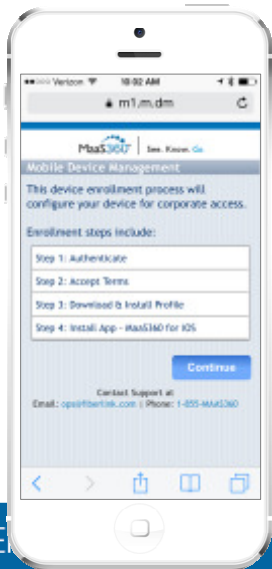 Verizon 10:02 AM
m1.m.dm
MaaS360 | See. Know. Go
Mobile Device Management
This device enrollment process will
configure your device for corporate access.
Enrollment steps include:
Step 1: Authenticate
Step 2: Accept Terms
Step 3: Download & Install Profile
Step 4: Install App - MaaS360 for iOS
Continue
Contact Support at
Email: ops@fiberlink.com | Phone: 1-855-MAAS360